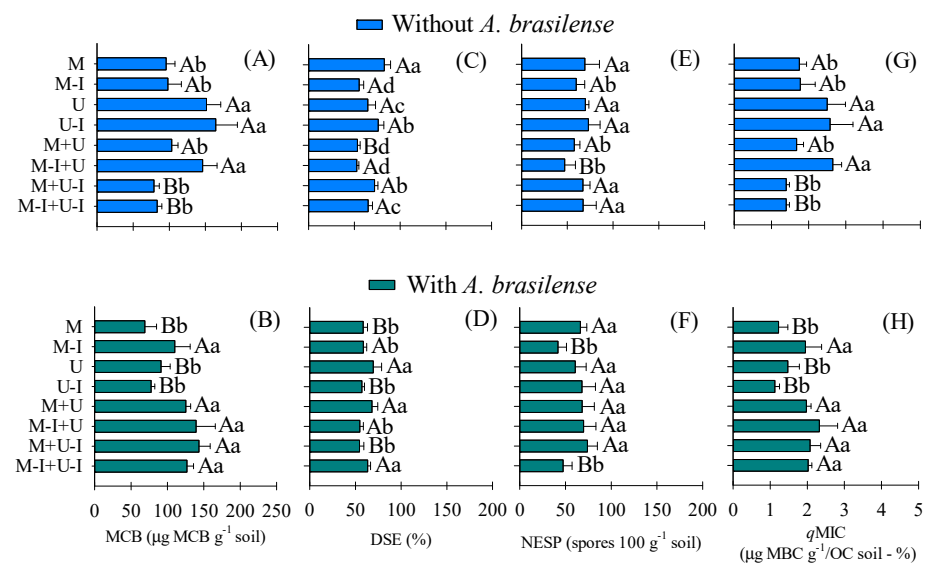 Without A. brasilense
(A) (C) (E) (G)
M Ab Aa Aa Ab
M-I Ab Ad Ab Ab
U Aa Ac Aa Aa
U-I Aa Ab Aa Aa
M+U Ab Bd Ab Ab
M-I+U Aa Ad Ab Aa
M+U-I Bb Ab Aa Bb
M-I+U-I Bb Ac Aa Bb
With A. brasilense
(B) (D) (F) (H)
M Bb Bb Aa Bb
M-I Aa Ab Bb Aa
U Bb Aa Aa Bb
U-I Bb Bb Aa Bb
M+U Aa Aa Aa Aa
M-I+U Aa Ab Aa Aa
M+U-I Aa Bb Aa Aa
M-I+U-I Aa Aa Bb Aa
0 50 100 150 200 250 0 50 100 150 200 0 50 100 150 200 0 1 2 3 4 5
MCB (µg MCB g⁻¹ soil) DSE (%) NESP (spores 100 g⁻¹ soil) qMIC
(µg MBC g⁻¹/OC soil - %)